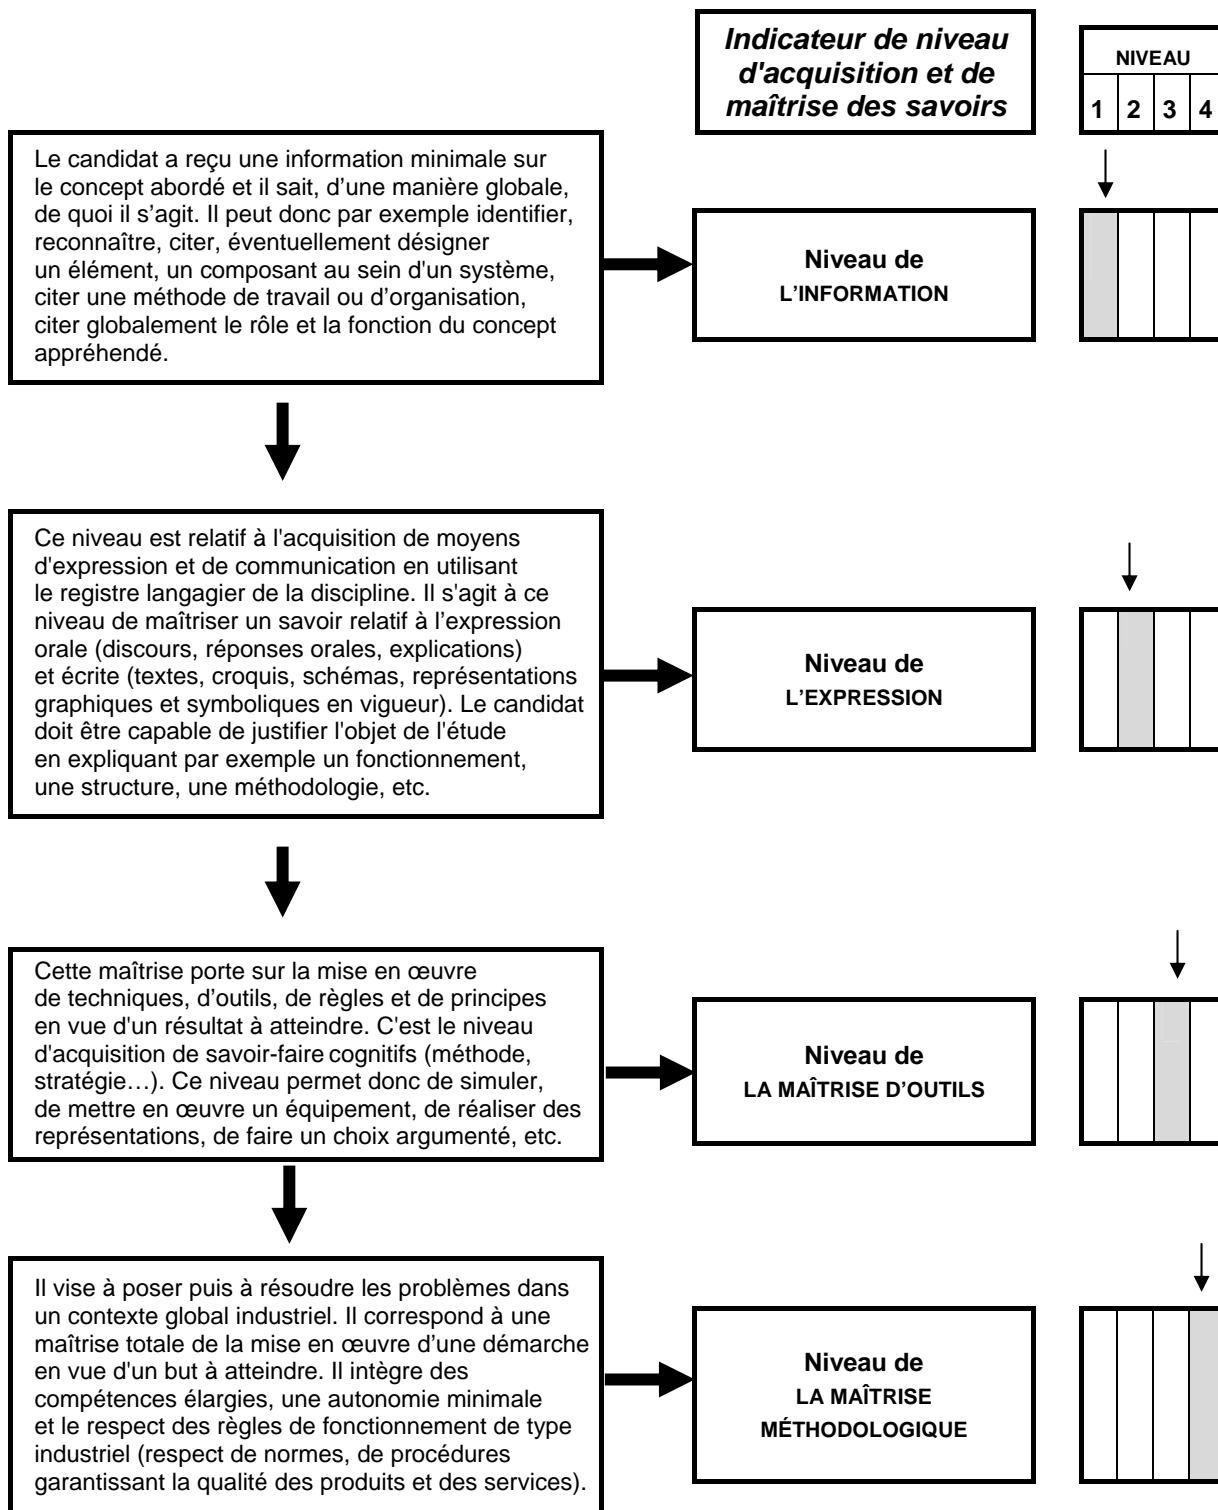 Indicateur de niveau
d'acquisition et de
maîtrise des savoirs
NIVEAU
1 2 3 4
Le candidat a reçu une information minimale sur
le concept abordé et il sait, d’une manière globale,
de quoi il s’agit. Il peut donc par exemple identifier,
reconnaître, citer, éventuellement désigner
un élément, un composant au sein d'un système,
citer une méthode de travail ou d’organisation,
citer globalement le rôle et la fonction du concept
appréhendé.
Niveau de
L’INFORMATION
Ce niveau est relatif à l'acquisition de moyens
d'expression et de communication en utilisant
le registre langagier de la discipline. Il s'agit à ce
niveau de maîtriser un savoir relatif à l’expression
orale (discours, réponses orales, explications)
et écrite (textes, croquis, schémas, représentations
graphiques et symboliques en vigueur). Le candidat
doit être capable de justifier l'objet de l'étude
en expliquant par exemple un fonctionnement,
une structure, une méthodologie, etc.
Niveau de
L’EXPRESSION
Cette maîtrise porte sur la mise en œuvre
de techniques, d’outils, de règles et de principes
en vue d'un résultat à atteindre. C'est le niveau
d'acquisition de savoir-faire cognitifs (méthode,
stratégie…). Ce niveau permet donc de simuler,
de mettre en œuvre un équipement, de réaliser des
représentations, de faire un choix argumenté, etc.
Niveau de
LA MAÎTRISE D’OUTILS
Il vise à poser puis à résoudre les problèmes dans
un contexte global industriel. Il correspond à une
maîtrise totale de la mise en œuvre d’une démarche
en vue d'un but à atteindre. Il intègre des
compétences élargies, une autonomie minimale
et le respect des règles de fonctionnement de type
industriel (respect de normes, de procédures
garantissant la qualité des produits et des services).
Niveau de
LA MAÎTRISE
MÉTHODOLOGIQUE